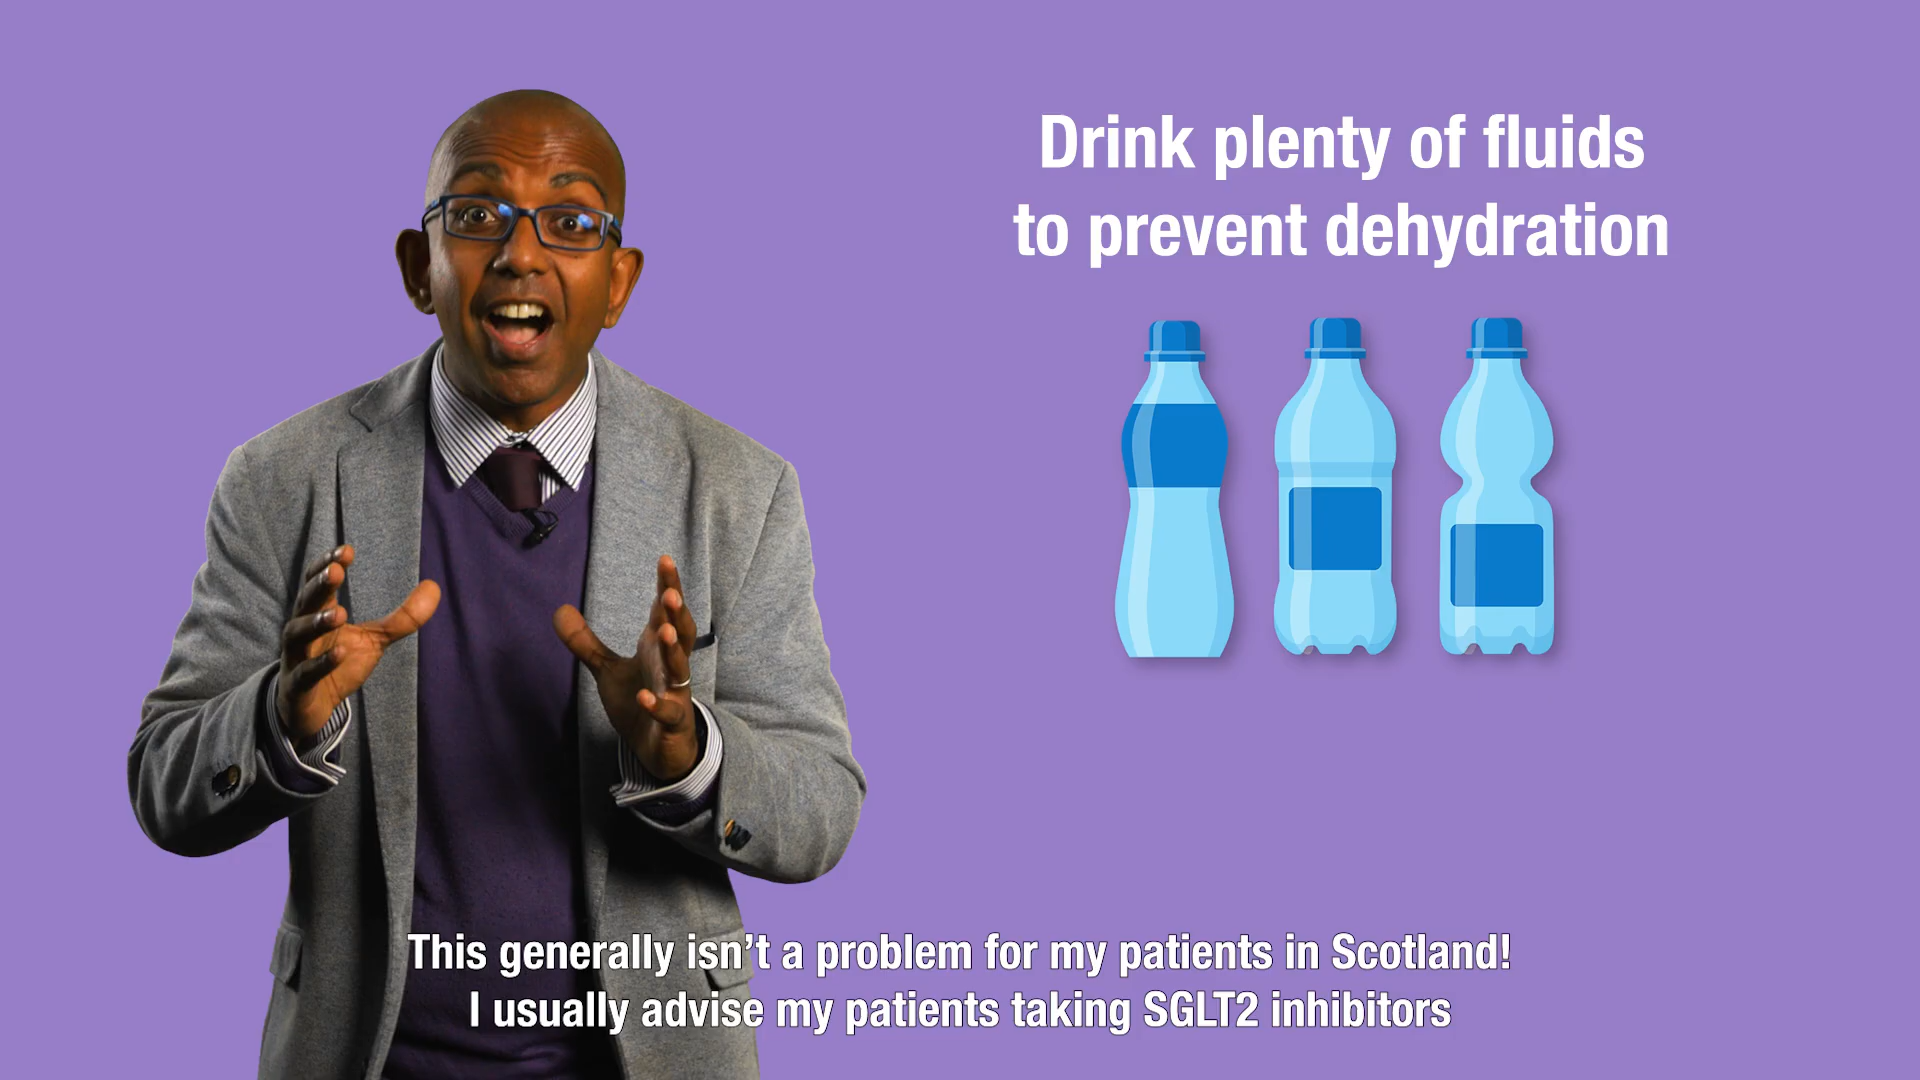 Drink plenty of fluids
to prevent dehydration
This generally isn't a problem for my patients in Scotland!
I usually advise my patients taking SGLT2 inhibitors